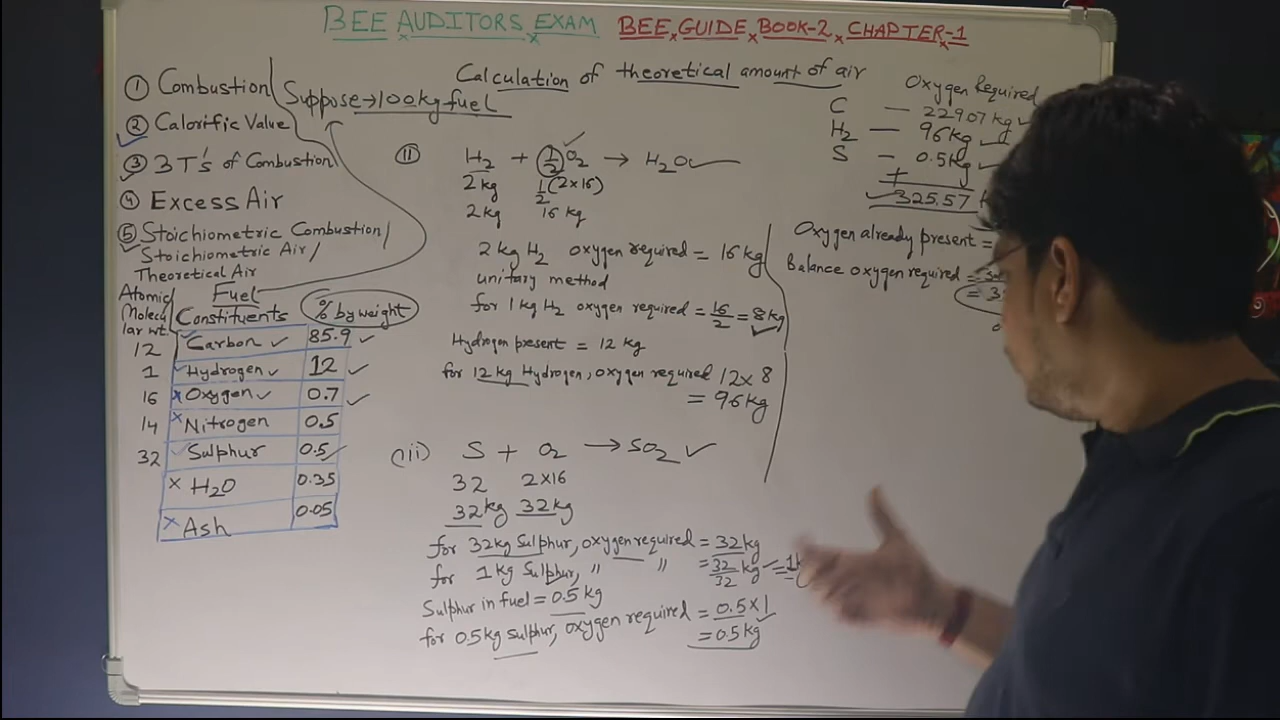 BEE AUDITORS EXAM BEE GUIDE BOOK-2 CHAPTER-1
① Combustion
② Calorific Value
③ 3 T's of Combustion
④ Excess Air
⑤ Stoichiometric Combustion/
Stoichiometric Air/
Theoretical Air
Atomic/
Molecu
lar wt.
Fuel
Constituents % by weight
12 Carbon 85.9
1 Hydrogen 12
16 Oxygen 0.7
14 Nitrogen 0.5
32 Sulphur 0.5
H2O 0.35
Ash 0.05
Calculation of theoretical amount of air
Suppose→100kg fuel
(ii) H2 + 1/2 O2 → H2O
2 kg 1/2 (2×16)
2 kg 16 kg
2 kg H2 oxygen required = 16 kg
unitary method
for 1 kg H2 oxygen required = 16/2 = 8 kg
Hydrogen present = 12 kg
for 12 kg Hydrogen, oxygen required 12×8
= 96 kg
(iii) S + O2 → SO2
32 2×16
32 kg 32 kg
for 32kg Sulphur, oxygen required = 32 kg
for 1 kg Sulphur, " " = 32/32 kg = 1
Sulphur in fuel = 0.5 kg
for 0.5kg sulphur, oxygen required = 0.5 × 1
= 0.5 kg
Oxygen Required
C — 229.07 kg
H2 — 96 kg
S — 0.5 kg
+
325.57
Oxygen already present =
Balance oxygen required =
= 3